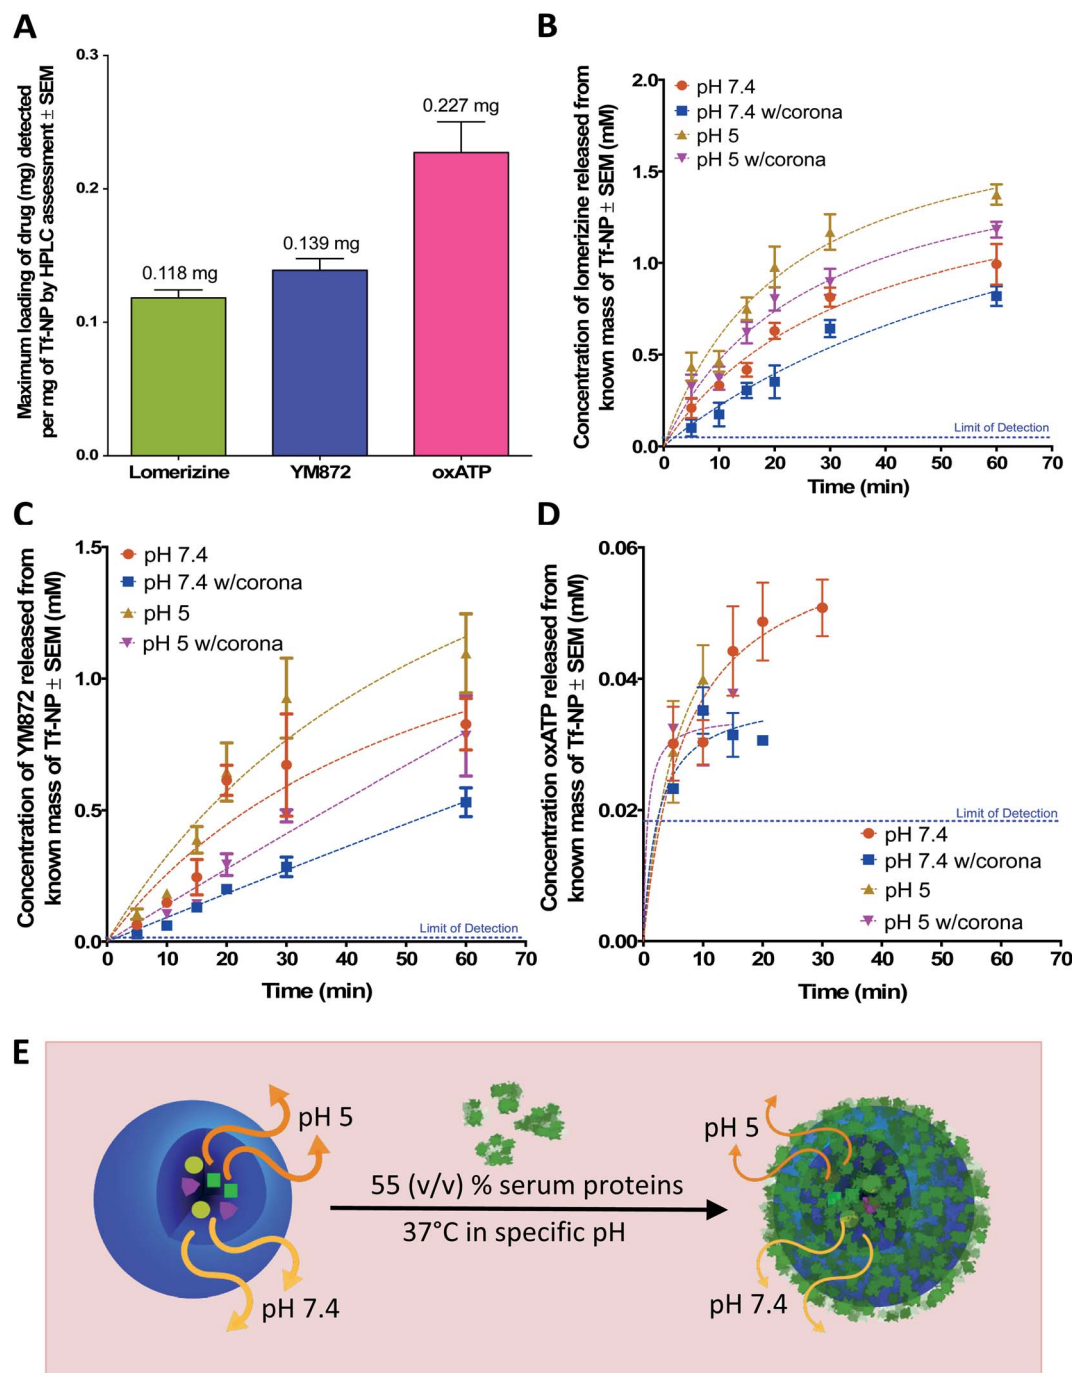 A
Maximum loading of drug (mg) detected
per mg of Tf-NP by HPLC assessment ± SEM
0.3
0.2
0.1
0.0
0.118 mg
0.139 mg
0.227 mg
Lomerizine YM872 oxATP
B
Concentration of lomerizine released from
known mass of Tf-NP ± SEM (mM)
2.0
1.5
1.0
0.5
0.0
pH 7.4
pH 7.4 w/corona
pH 5
pH 5 w/corona
Limit of Detection
0 10 20 30 40 50 60 70
Time (min)
C
Concentration of YM872 released from
known mass of Tf-NP ± SEM (mM)
1.5
1.0
0.5
0.0
pH 7.4
pH 7.4 w/corona
pH 5
pH 5 w/corona
Limit of Detection
0 10 20 30 40 50 60 70
Time (min)
D
Concentration oxATP released from
known mass of Tf-NP ± SEM (mM)
0.06
0.04
0.02
0.00
Limit of Detection
pH 7.4
pH 7.4 w/corona
pH 5
pH 5 w/corona
0 10 20 30 40 50 60 70
Time (min)
E
pH 5
pH 7.4
55 (v/v) % serum proteins
37°C in specific pH
pH 5
pH 7.4